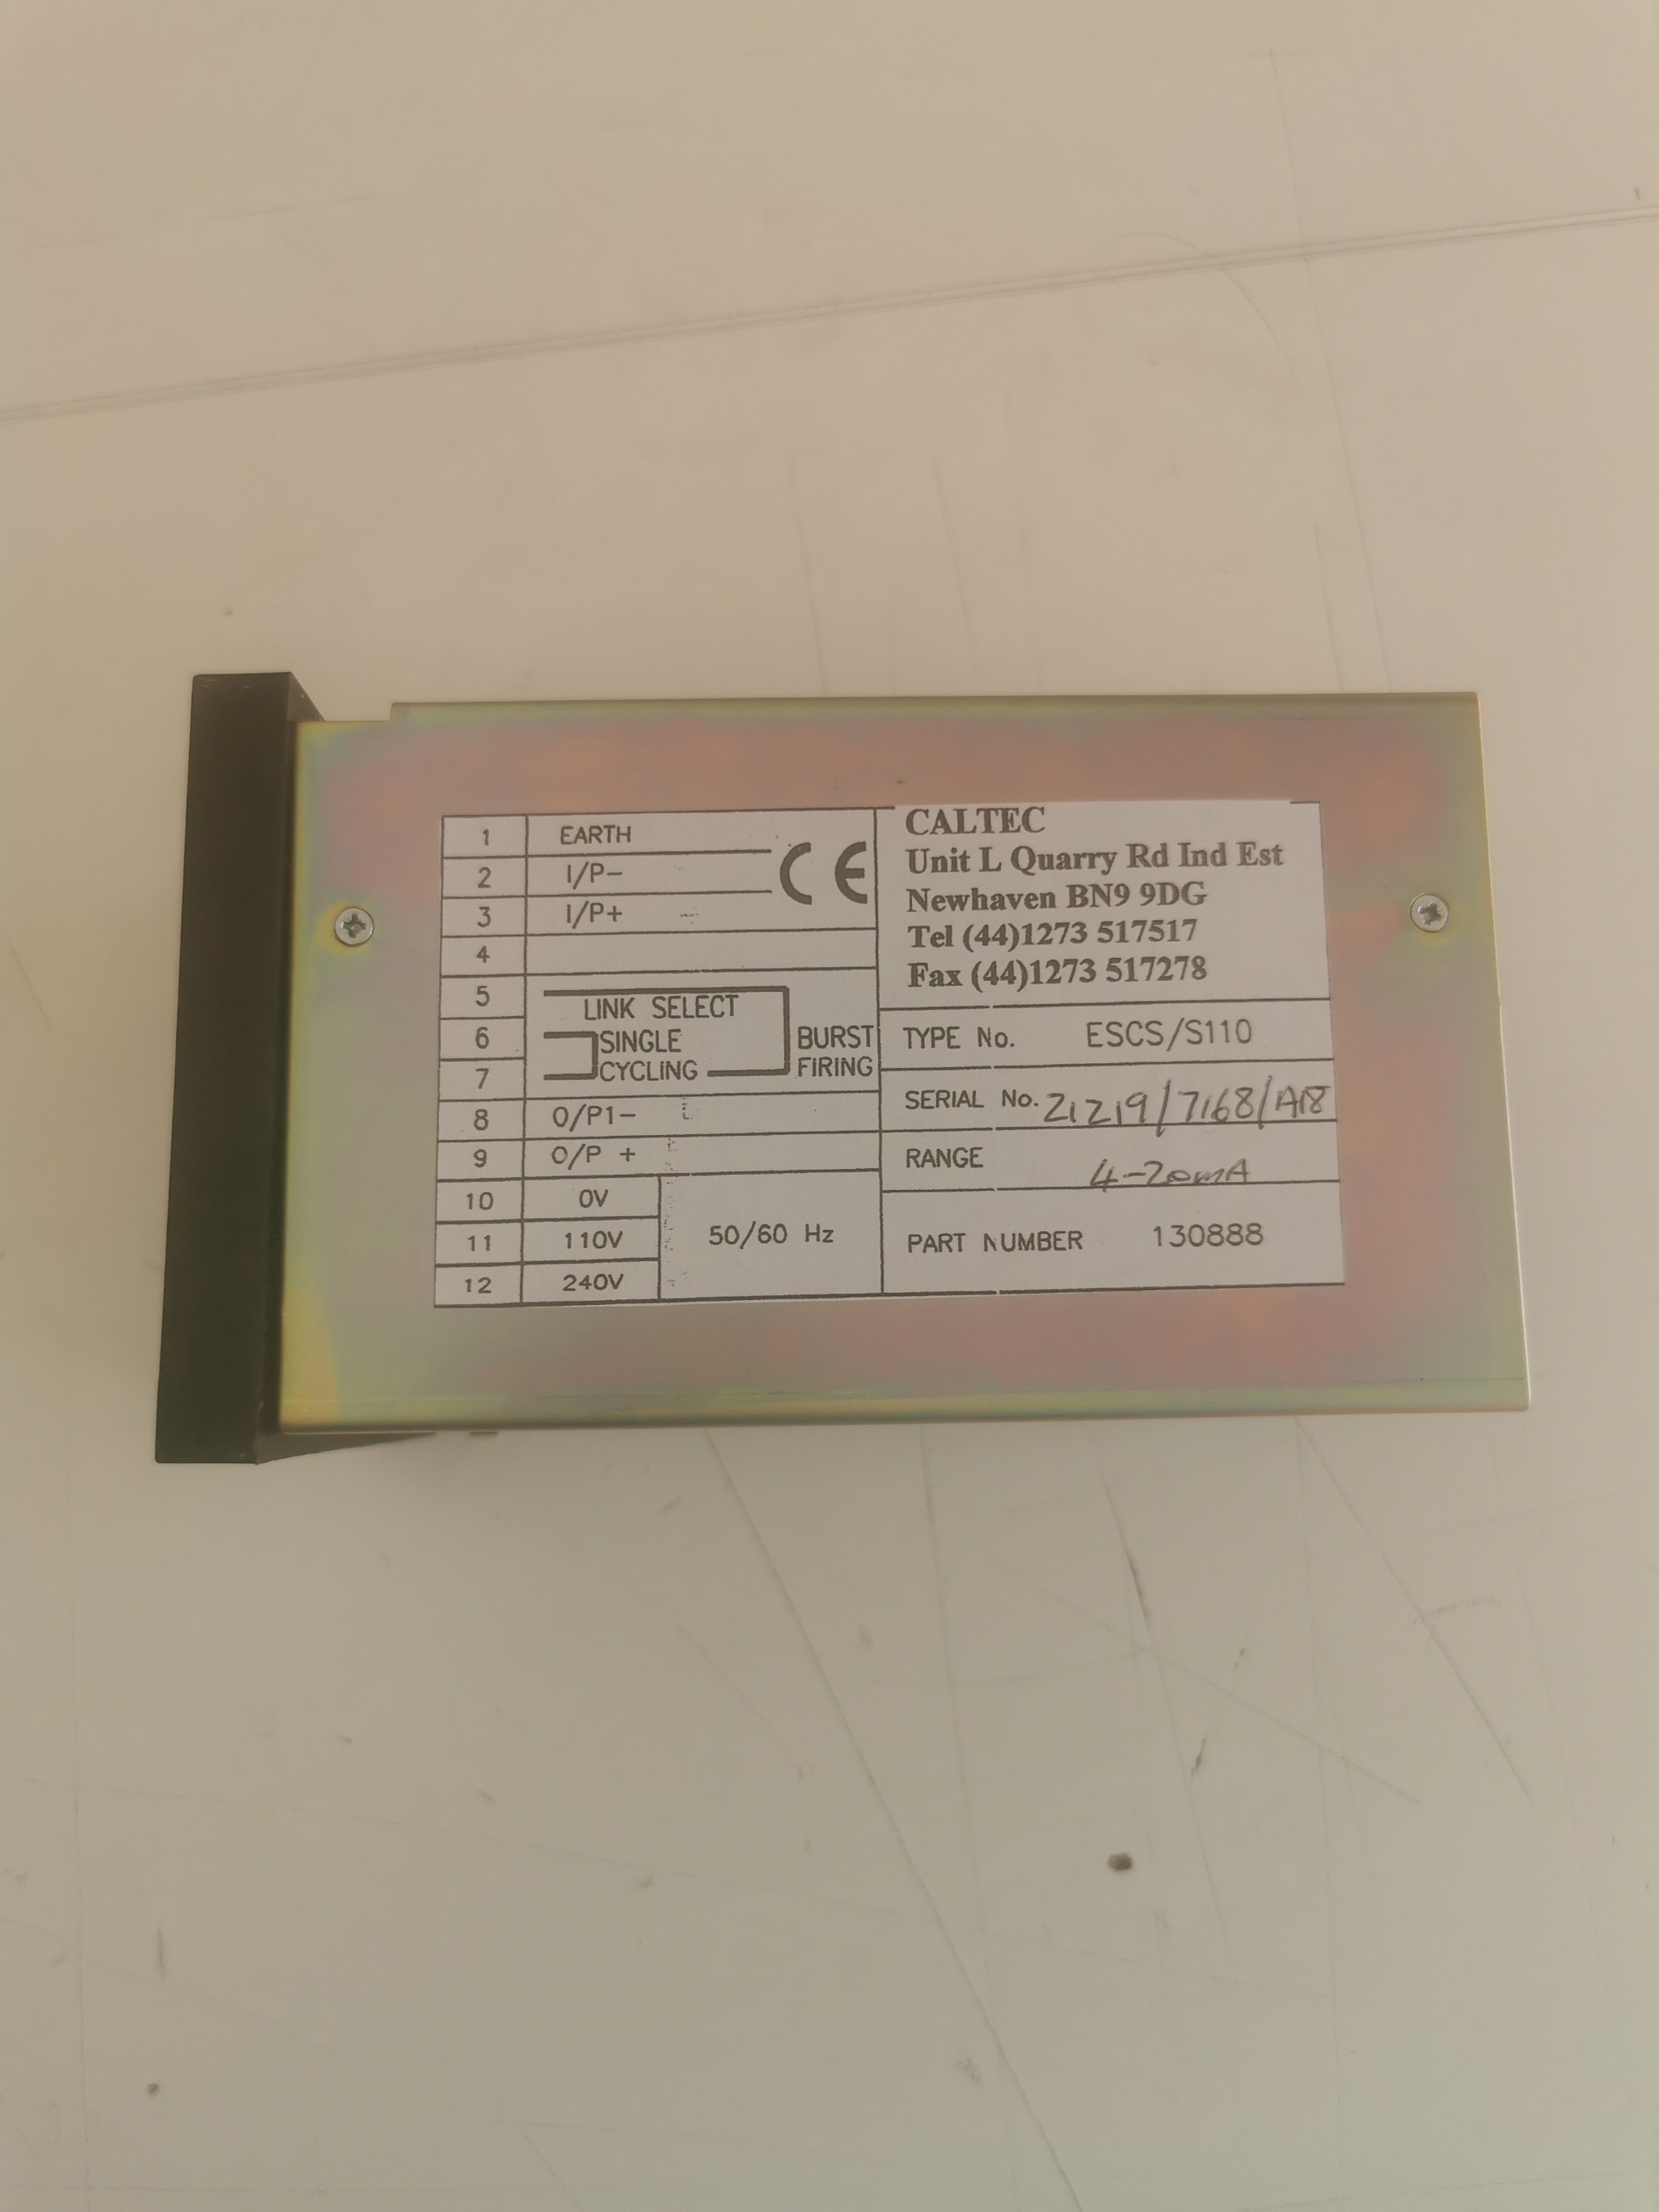 1 EARTH
2 I/P-
3 I/P+
CE
4
5 LINK SELECT
6 SINGLE BURST
7 CYCLING FIRING
8 O/P1-
9 O/P +
10 0V
11 110V 50/60 Hz
12 240V
CALTEC
Unit L Quarry Rd Ind Est
Newhaven BN9 9DG
Tel (44)1273 517517
Fax (44)1273 517278
TYPE No. ESCS/S110
SERIAL No. 21219/7168/A18
RANGE 4-20mA
PART NUMBER 130888